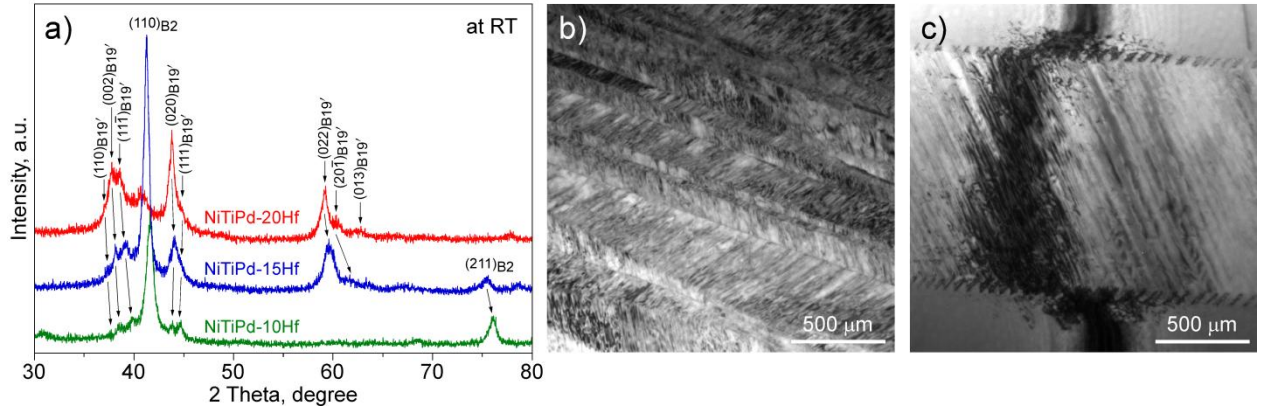 a)
at RT
Intensity, a.u.
(110)B19′
(002)B19′
(11̄1̄)B19′
(110)B2
(020)B19′
(111)B19′
(022)B19′
(201̄)B19′
(013)B19′
(211)B2
NiTiPd-20Hf
NiTiPd-15Hf
NiTiPd-10Hf
30 40 50 60 70 80
2 Theta, degree
b)
500 μm
c)
500 μm